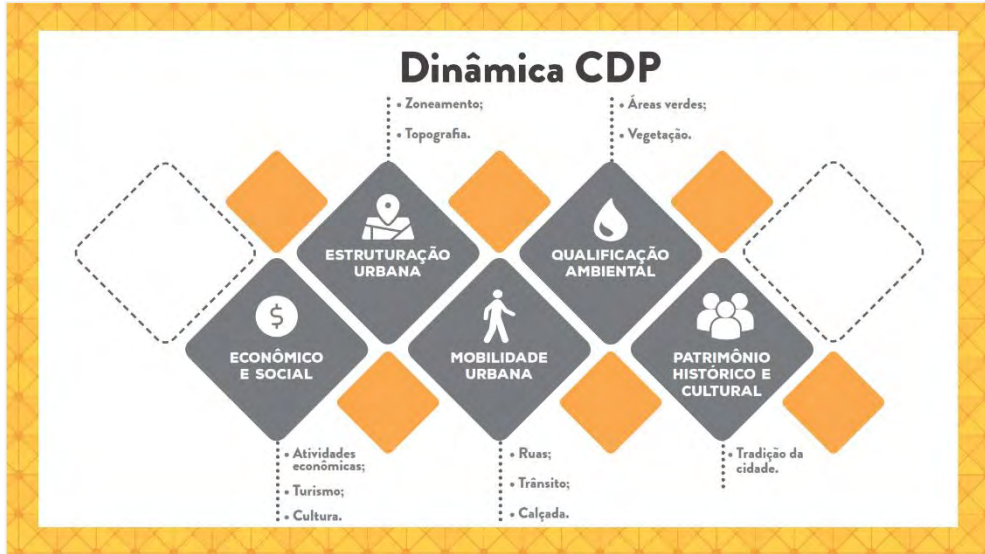 Dinâmica CDP
• Zoneamento;
• Topografia.
• Áreas verdes;
• Vegetação.
ESTRUTURAÇÃO
URBANA
QUALIFICAÇÃO
AMBIENTAL
$
ECONÔMICO
E SOCIAL
MOBILIDADE
URBANA
PATRIMÔNIO
HISTÓRICO E
CULTURAL
• Atividades
econômicas;
• Turismo;
• Cultura.
• Ruas;
• Trânsito;
• Calçada.
• Tradição da
cidade.